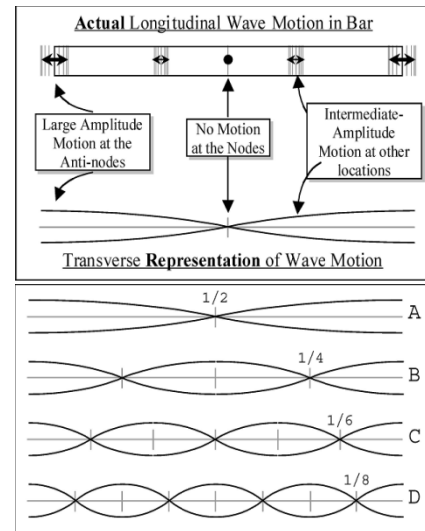 Actual Longitudinal Wave Motion in Bar
Large Amplitude
Motion at the
Anti-nodes
No Motion
at the Nodes
Intermediate-
Amplitude
Motion at other
locations
Transverse Representation of Wave Motion
1/2
A
1/4
B
1/6
C
1/8
D